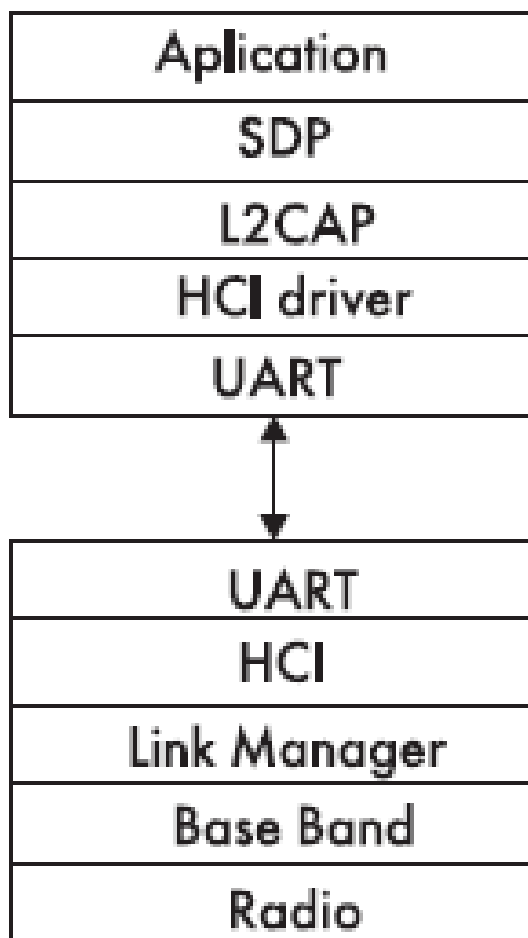 Aplication
SDP
L2CAP
HCI driver
UART
UART
HCI
Link Manager
Base Band
Radio